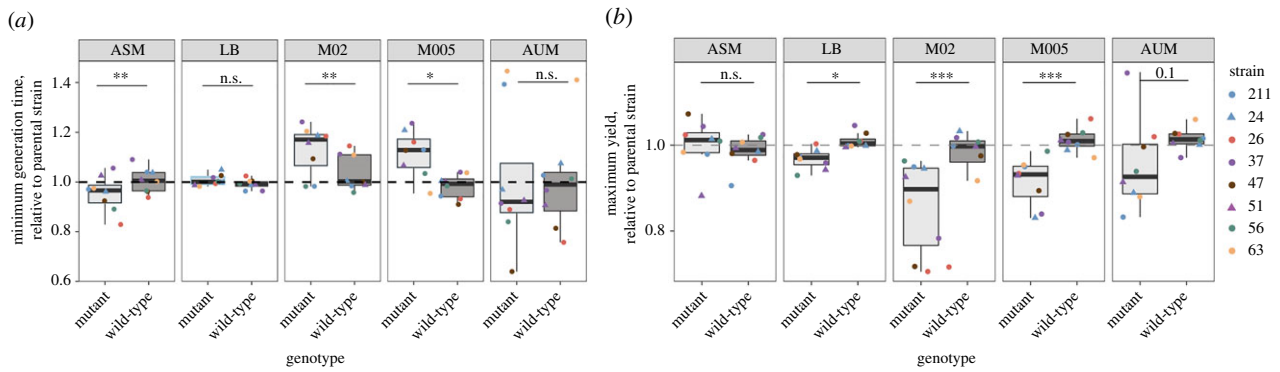 (a)
ASM
LB
M02
M005
AUM
** n.s. ** * n.s.
minimum generation time,
relative to parental strain
1.4
1.2
1.0
0.8
0.6
mutant wild-type mutant wild-type mutant wild-type mutant wild-type mutant wild-type
genotype
(b)
ASM
LB
M02
M005
AUM
n.s. * *** *** 0.1
maximum yield,
relative to parental strain
1.0
0.8
mutant wild-type mutant wild-type mutant wild-type mutant wild-type mutant wild-type
genotype
strain
211
24
26
37
47
51
56
63